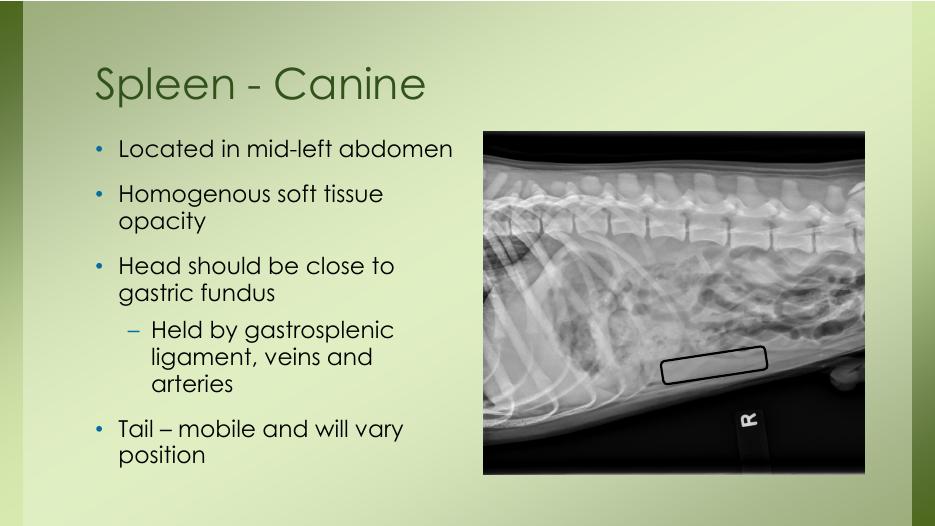 Spleen - Canine
• Located in mid-left abdomen
• Homogenous soft tissue
opacity
• Head should be close to
gastric fundus
– Held by gastrosplenic
ligament, veins and
arteries
• Tail – mobile and will vary
position
R